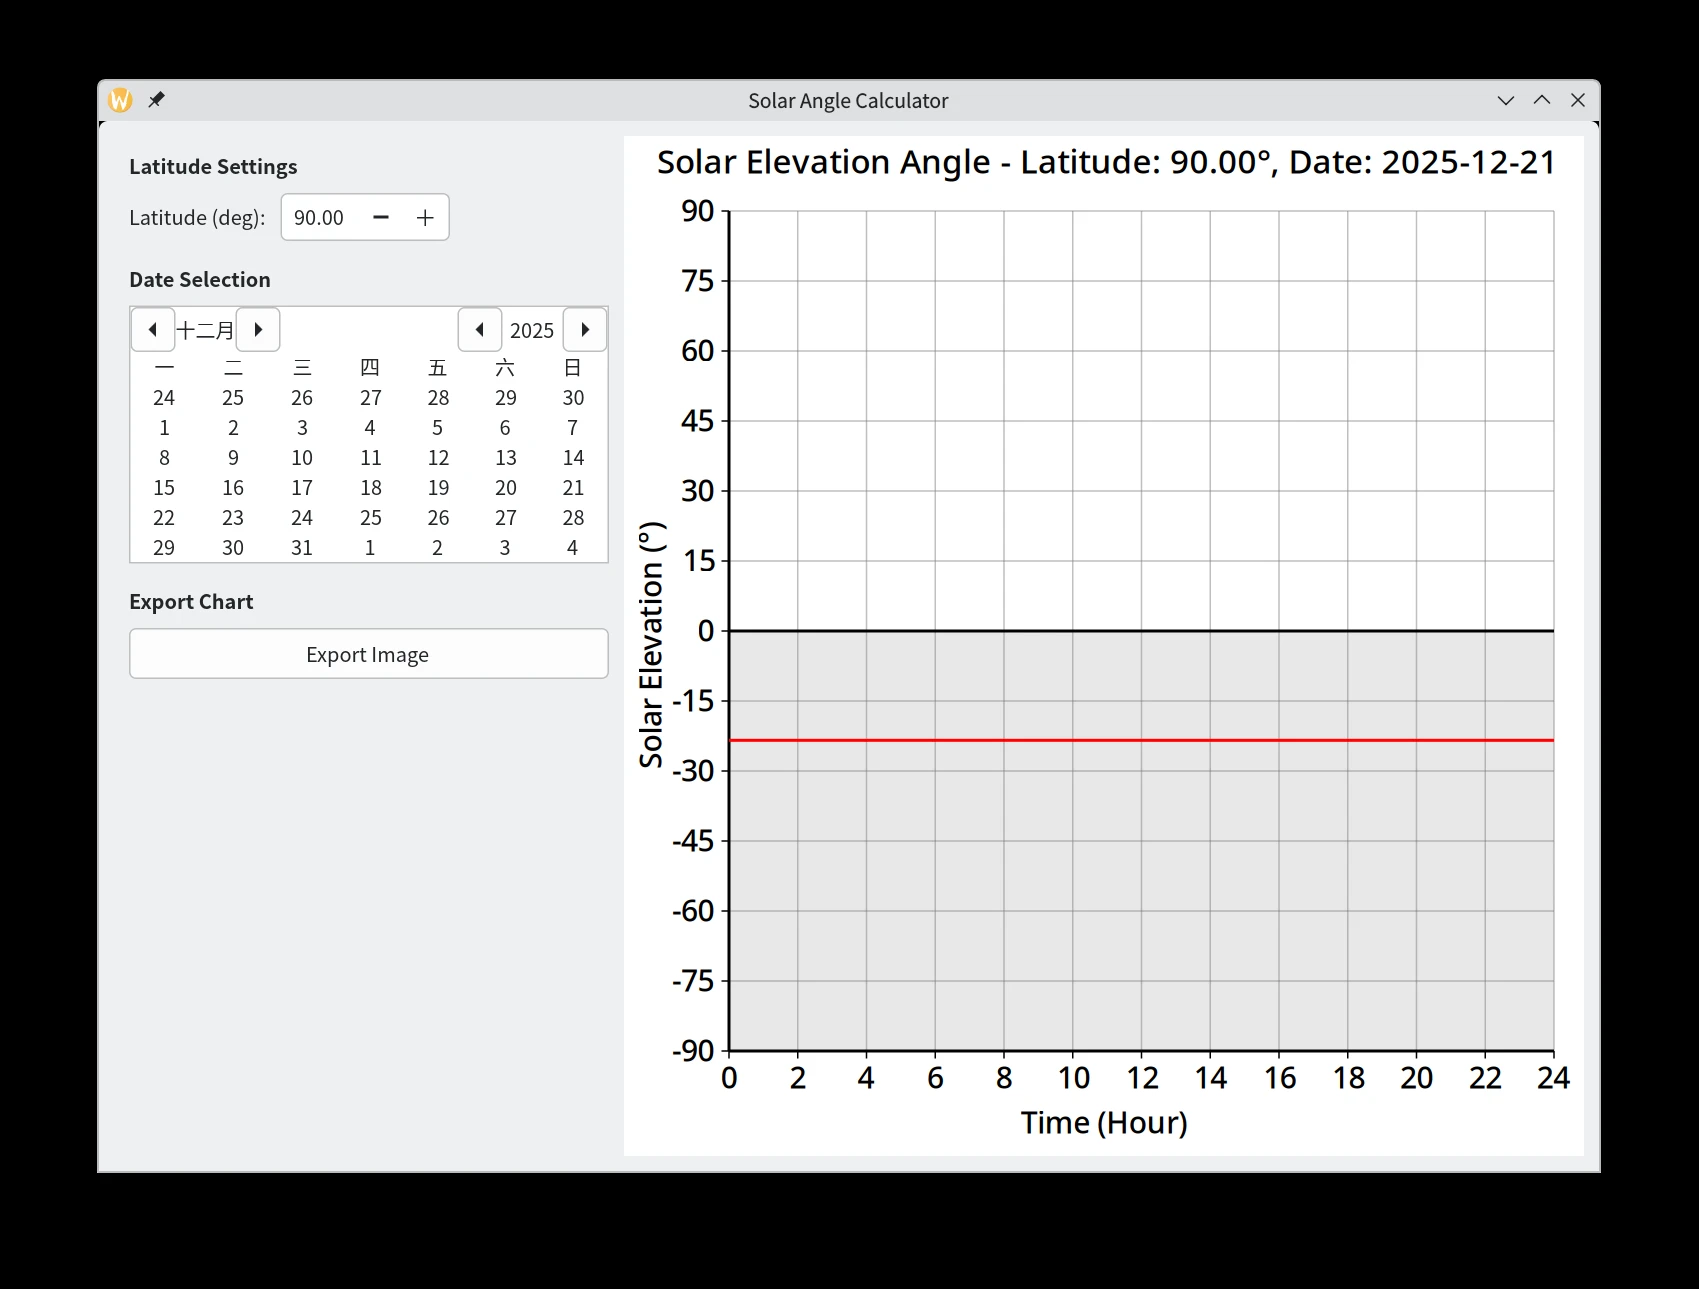 Solar Angle Calculator
Latitude Settings
Latitude (deg): 90.00 − +
Date Selection
十二月 2025
一 二 三 四 五 六 日
24 25 26 27 28 29 30
1 2 3 4 5 6 7
8 9 10 11 12 13 14
15 16 17 18 19 20 21
22 23 24 25 26 27 28
29 30 31 1 2 3 4
Export Chart
Export Image
Solar Elevation Angle - Latitude: 90.00°, Date: 2025-12-21
Solar Elevation (°)
90
75
60
45
30
15
0
-15
-30
-45
-60
-75
-90
0 2 4 6 8 10 12 14 16 18 20 22 24
Time (Hour)